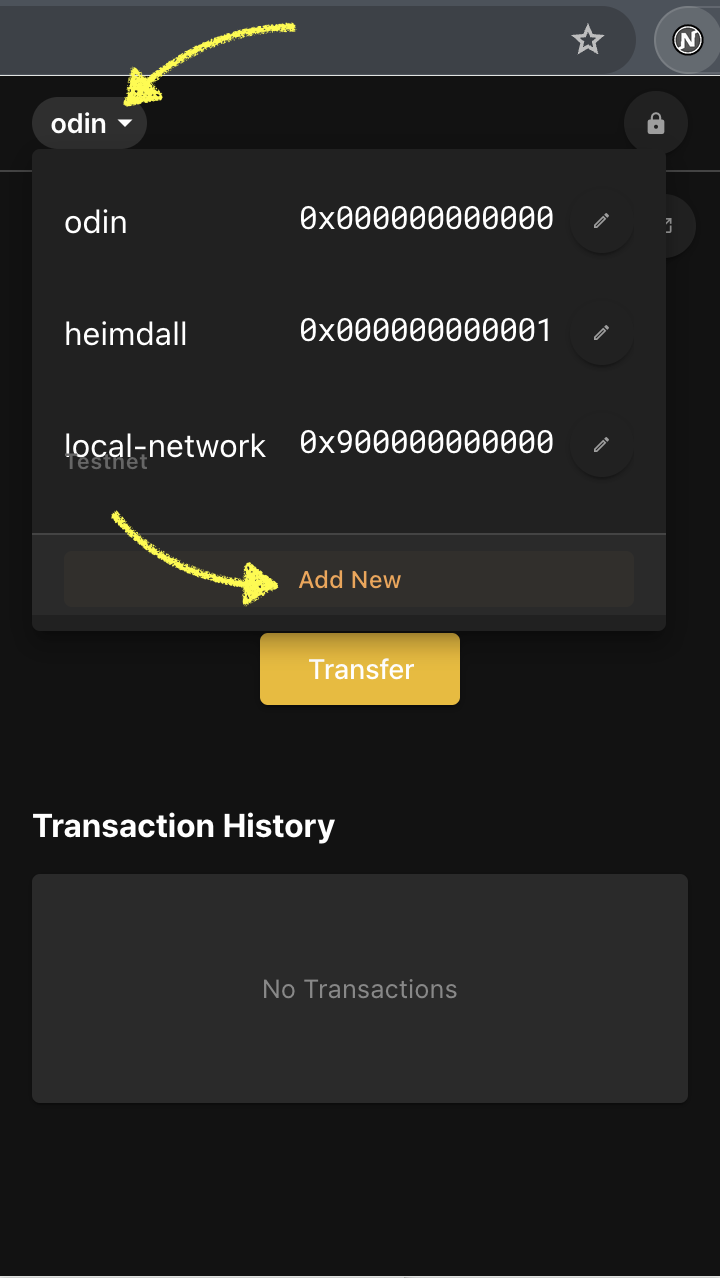 N
odin
odin 0x000000000000
heimdall 0x000000000001
local-network 0x900000000000
Testnet
Add New
Transfer
Transaction History
No Transactions